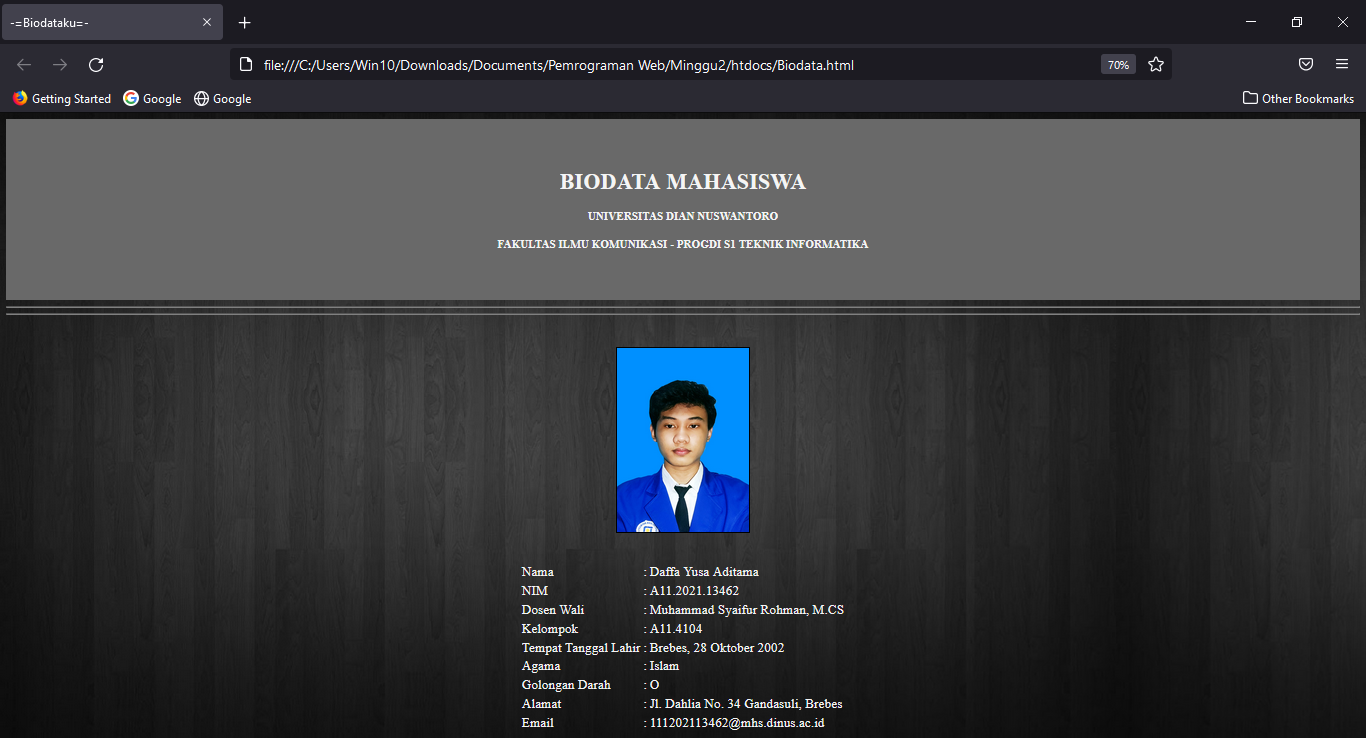 -=Biodataku=-
file:///C:/Users/Win10/Downloads/Documents/Pemrograman Web/Minggu2/htdocs/Biodata.html 70%
Getting Started Google Google Other Bookmarks
BIODATA MAHASISWA
UNIVERSITAS DIAN NUSWANTORO
FAKULTAS ILMU KOMUNIKASI - PROGDI S1 TEKNIK INFORMATIKA
Nama : Daffa Yusa Aditama
NIM : A11.2021.13462
Dosen Wali : Muhammad Syaifur Rohman, M.CS
Kelompok : A11.4104
Tempat Tanggal Lahir : Brebes, 28 Oktober 2002
Agama : Islam
Golongan Darah : O
Alamat : Jl. Dahlia No. 34 Gandasuli, Brebes
Email : 111202113462@mhs.dinus.ac.id